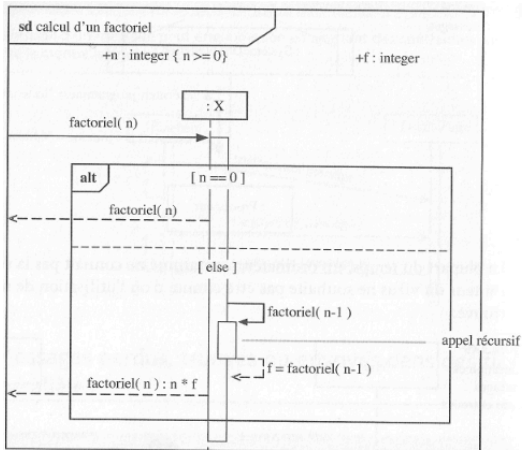 sd calcul d'un factoriel
+n : integer { n >= 0}
+f : integer
: X
factoriel( n)
alt
[ n == 0 ]
factoriel( n)
[ else ]
factoriel( n-1 )
appel récursif
f = factoriel( n-1 )
factoriel( n ) : n * f